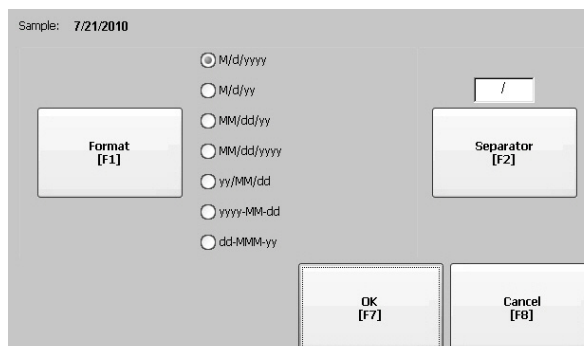 Sample: 7/21/2010
M/d/yyyy
M/d/yy
MM/dd/yy
MM/dd/yyyy
yy/MM/dd
yyyy-MM-dd
dd-MMM-yy
Format
[F1]
/
Separator
[F2]
OK
[F7]
Cancel
[F8]